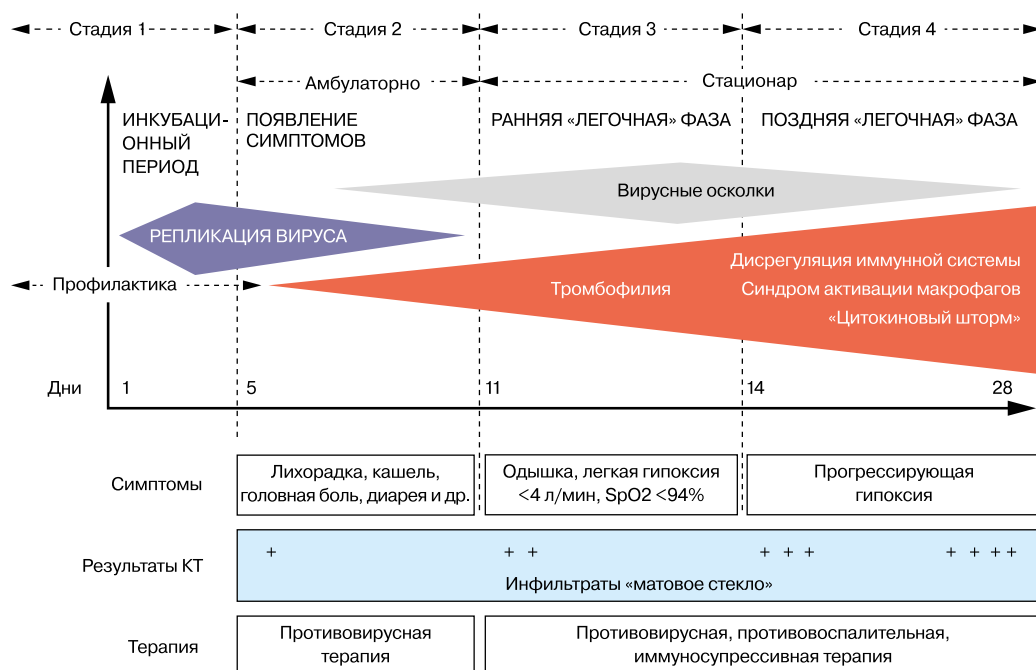 Стадия 1
Стадия 2
Стадия 3
Стадия 4
Амбулаторно
Стационар
ИНКУБАЦИ-
ОННЫЙ
ПЕРИОД
ПОЯВЛЕНИЕ
СИМПТОМОВ
РАННЯЯ «ЛЕГОЧНАЯ» ФАЗА
ПОЗДНЯЯ «ЛЕГОЧНАЯ» ФАЗА
Вирусные осколки
РЕПЛИКАЦИЯ ВИРУСА
Профилактика
Тромбофилия
Дисрегуляция иммунной системы
Синдром активации макрофагов
«Цитокиновый шторм»
Дни
1
5
11
14
28
Симптомы
Лихорадка, кашель,
головная боль, диарея и др.
Одышка, легкая гипоксия
<4 л/мин, SpO2 <94%
Прогрессирующая
гипоксия
Результаты КТ
+
+ +
+ + +
+ + + +
Инфильтраты «матовое стекло»
Терапия
Противовирусная
терапия
Противовирусная, противовоспалительная,
иммуносупрессивная терапия